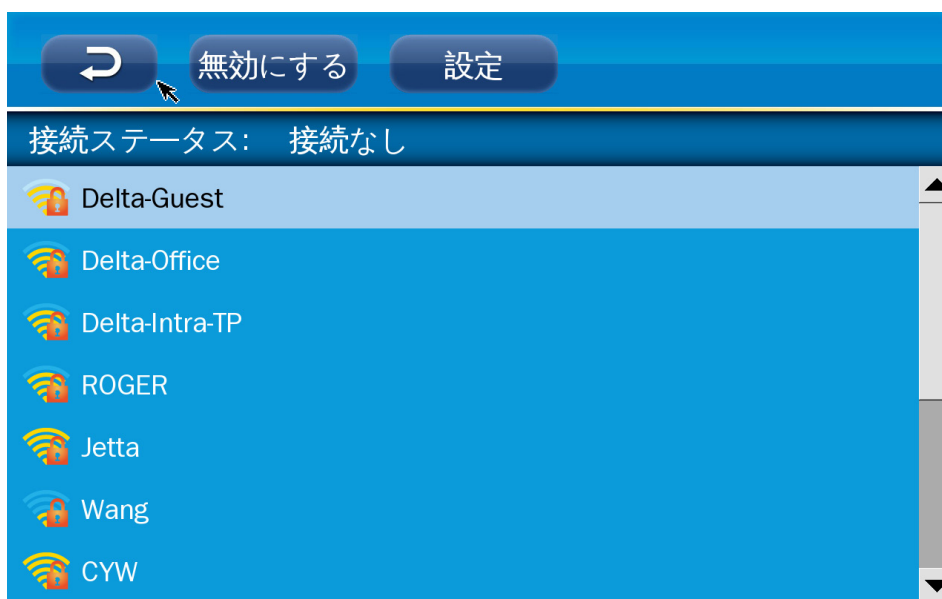 無効にする 設定
接続ステータス: 接続なし
Delta-Guest
Delta-Office
Delta-Intra-TP
ROGER
Jetta
Wang
CYW